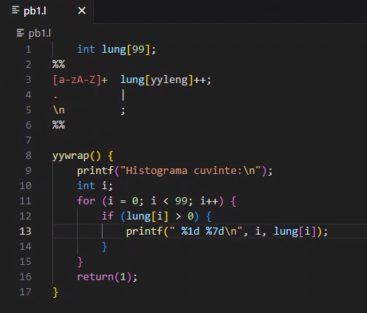 pb1.l ×
pb1.l
1 int lung[99];
2 %%
3 [a-zA-Z]+ lung[yyleng]++;
4 . |
5 \n ;
6 %%
7
8 yywrap() {
9 printf("Histograma cuvinte:\n");
10 int i;
11 for (i = 0; i < 99; i++) {
12 if (lung[i] > 0) {
13 printf(" %1d %7d\n", i, lung[i]);
14 }
15 }
16 return(1);
17 }